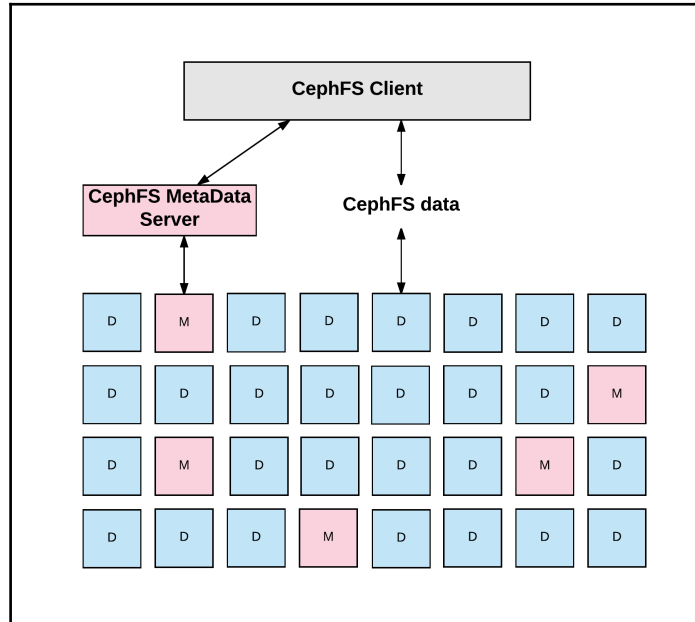 CephFS Client
CephFS MetaData
Server
CephFS data
D M D D D D D D
D D D D D D D M
D M D D D D M D
D D D M D D D D